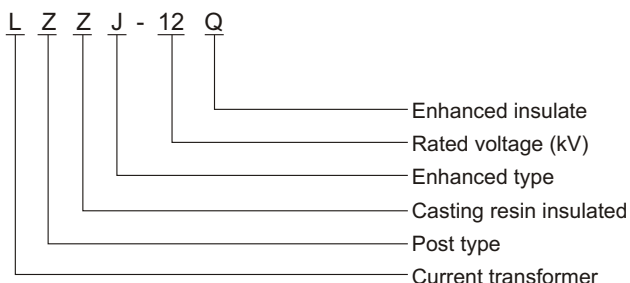 L Z Z J - 12 Q
Enhanced insulate
Rated voltage (kV)
Enhanced type
Casting resin insulated
Post type
Current transformer